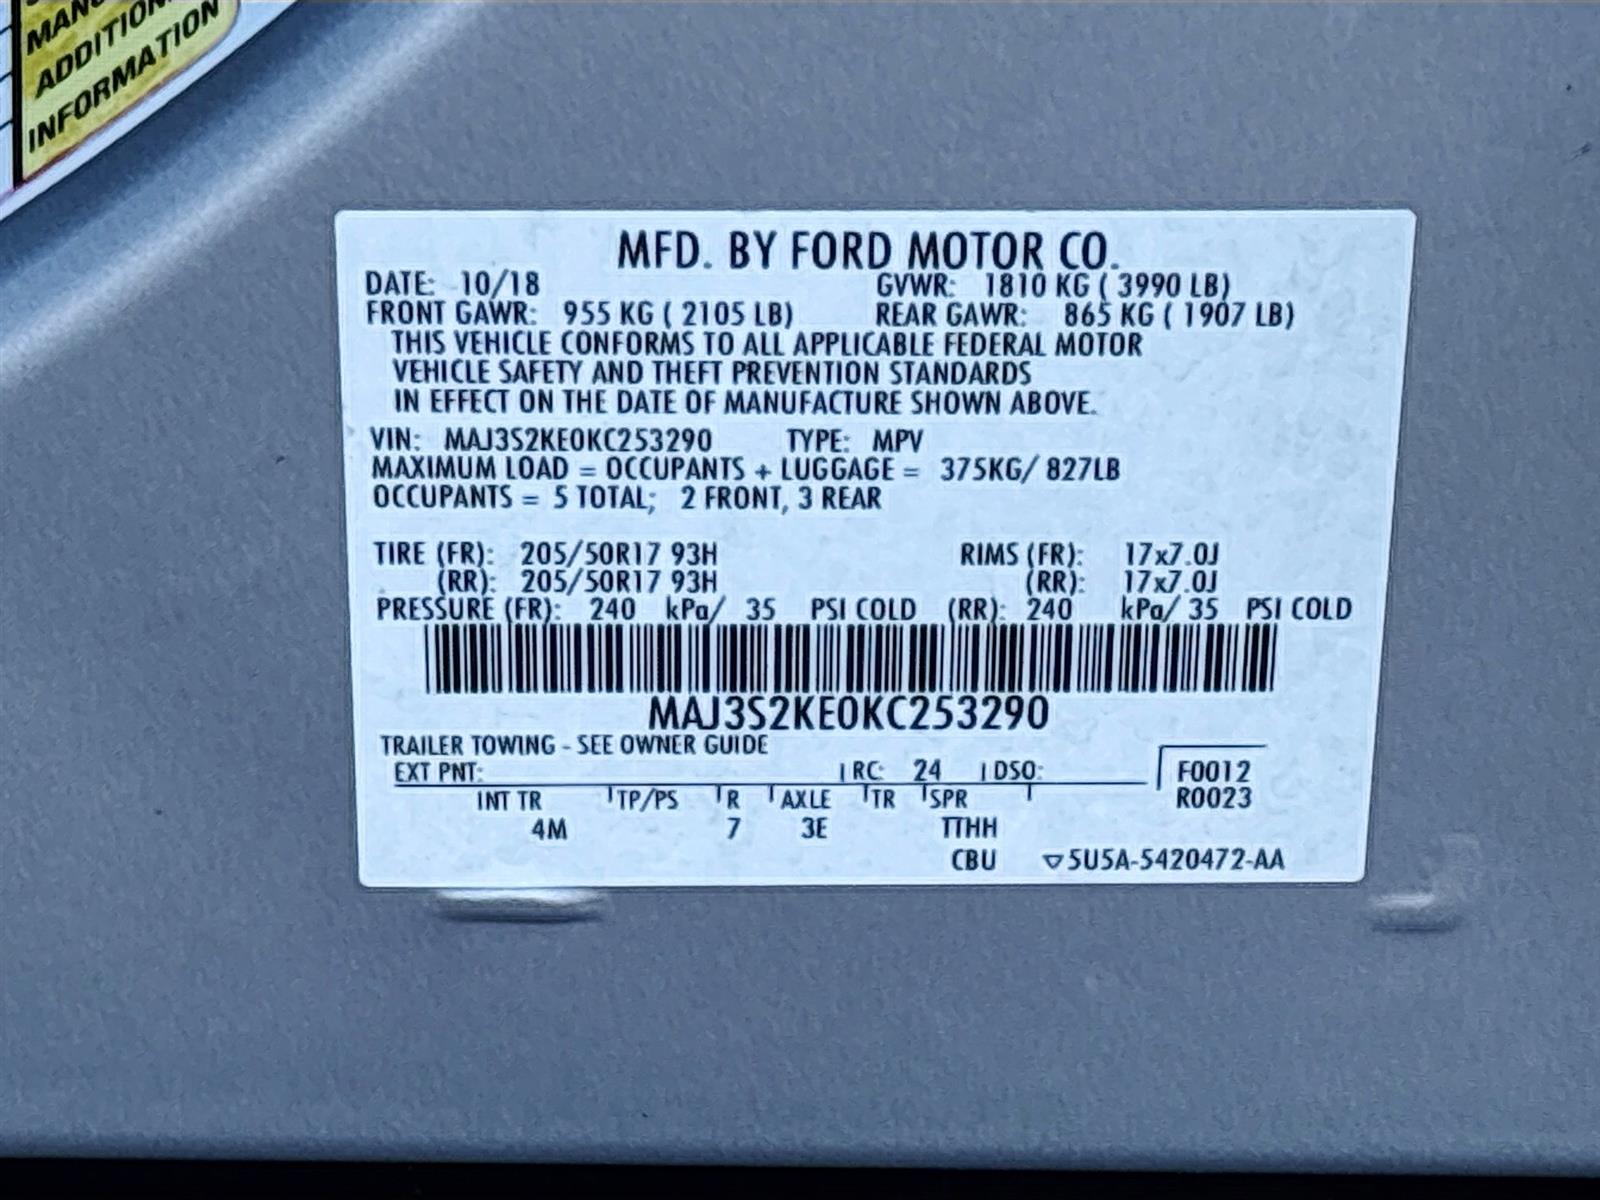 ADDITION
INFORMATION
MFD. BY FORD MOTOR CO.
DATE: 10/18 GVWR: 1810 KG ( 3990 LB)
FRONT GAWR: 955 KG ( 2105 LB) REAR GAWR: 865 KG ( 1907 LB)
THIS VEHICLE CONFORMS TO ALL APPLICABLE FEDERAL MOTOR
VEHICLE SAFETY AND THEFT PREVENTION STANDARDS
IN EFFECT ON THE DATE OF MANUFACTURE SHOWN ABOVE.
VIN: MAJ3S2KE0KC253290 TYPE: MPV
MAXIMUM LOAD = OCCUPANTS + LUGGAGE = 375KG/ 827LB
OCCUPANTS = 5 TOTAL; 2 FRONT, 3 REAR
TIRE (FR): 205/50R17 93H RIMS (FR): 17x7.0J
(RR): 205/50R17 93H (RR): 17x7.0J
PRESSURE (FR): 240 kPa/ 35 PSI COLD (RR): 240 kPa/ 35 PSI COLD
MAJ3S2KE0KC253290
TRAILER TOWING - SEE OWNER GUIDE
EXT PNT: RC: 24 DSO: F0012
INT TR TP/PS R AXLE TR SPR R0023
4M 7 3E TTHH
CBU ▽5U5A-5420472-AA